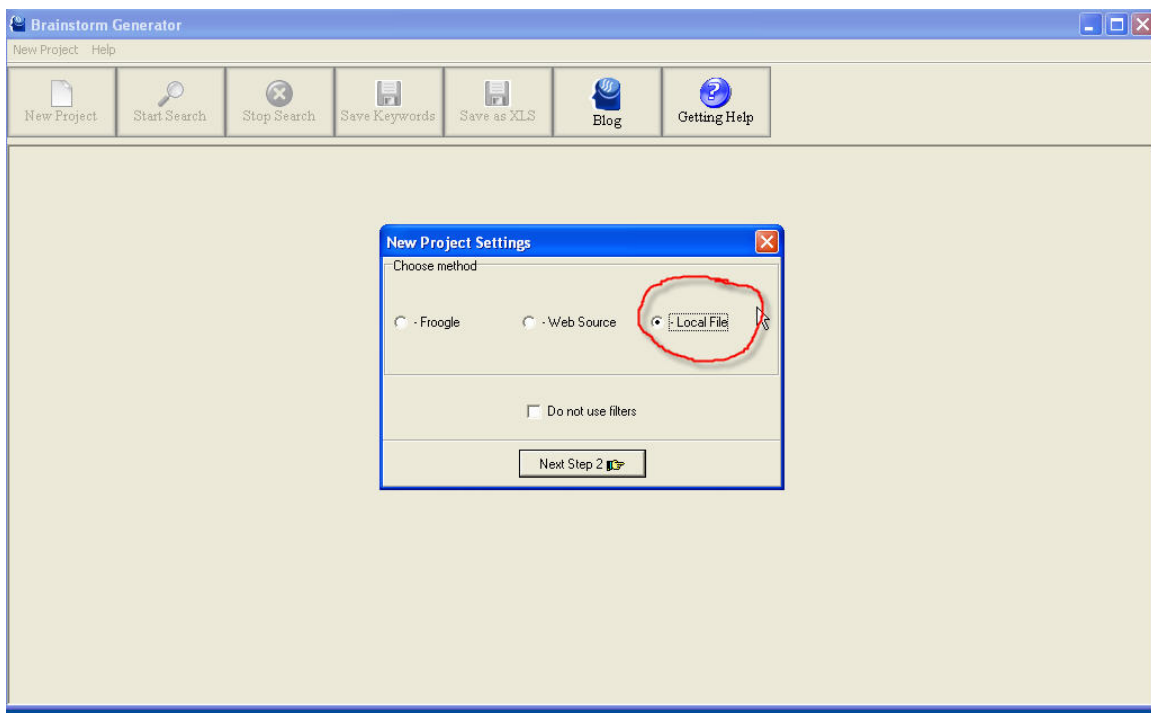 Brainstorm Generator
New Project Help
New Project Start Search Stop Search Save Keywords Save as XLS Blog Getting Help
New Project Settings
Choose method
- Froogle - Web Source - Local File
Do not use filters
Next Step 2